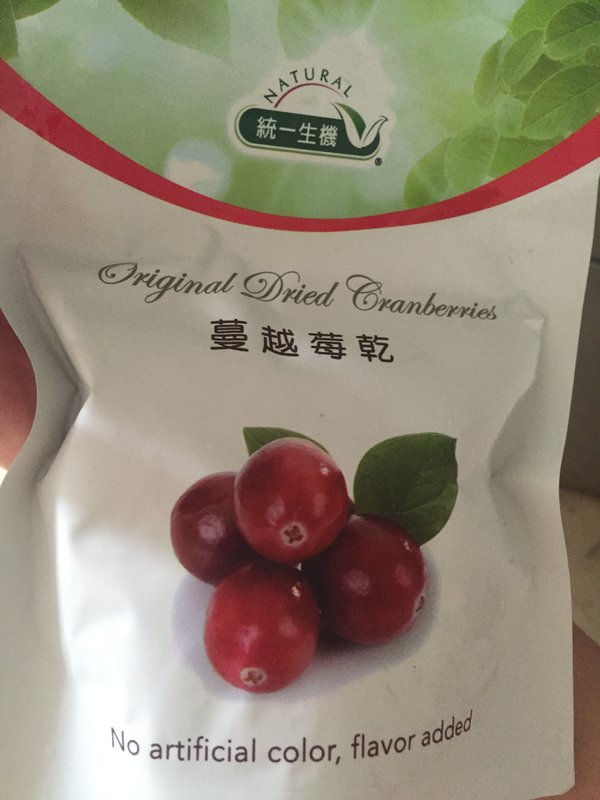 NATURAL
統一生機
®
Original Dried Cranberries
蔓越莓乾
No artificial color, flavor added